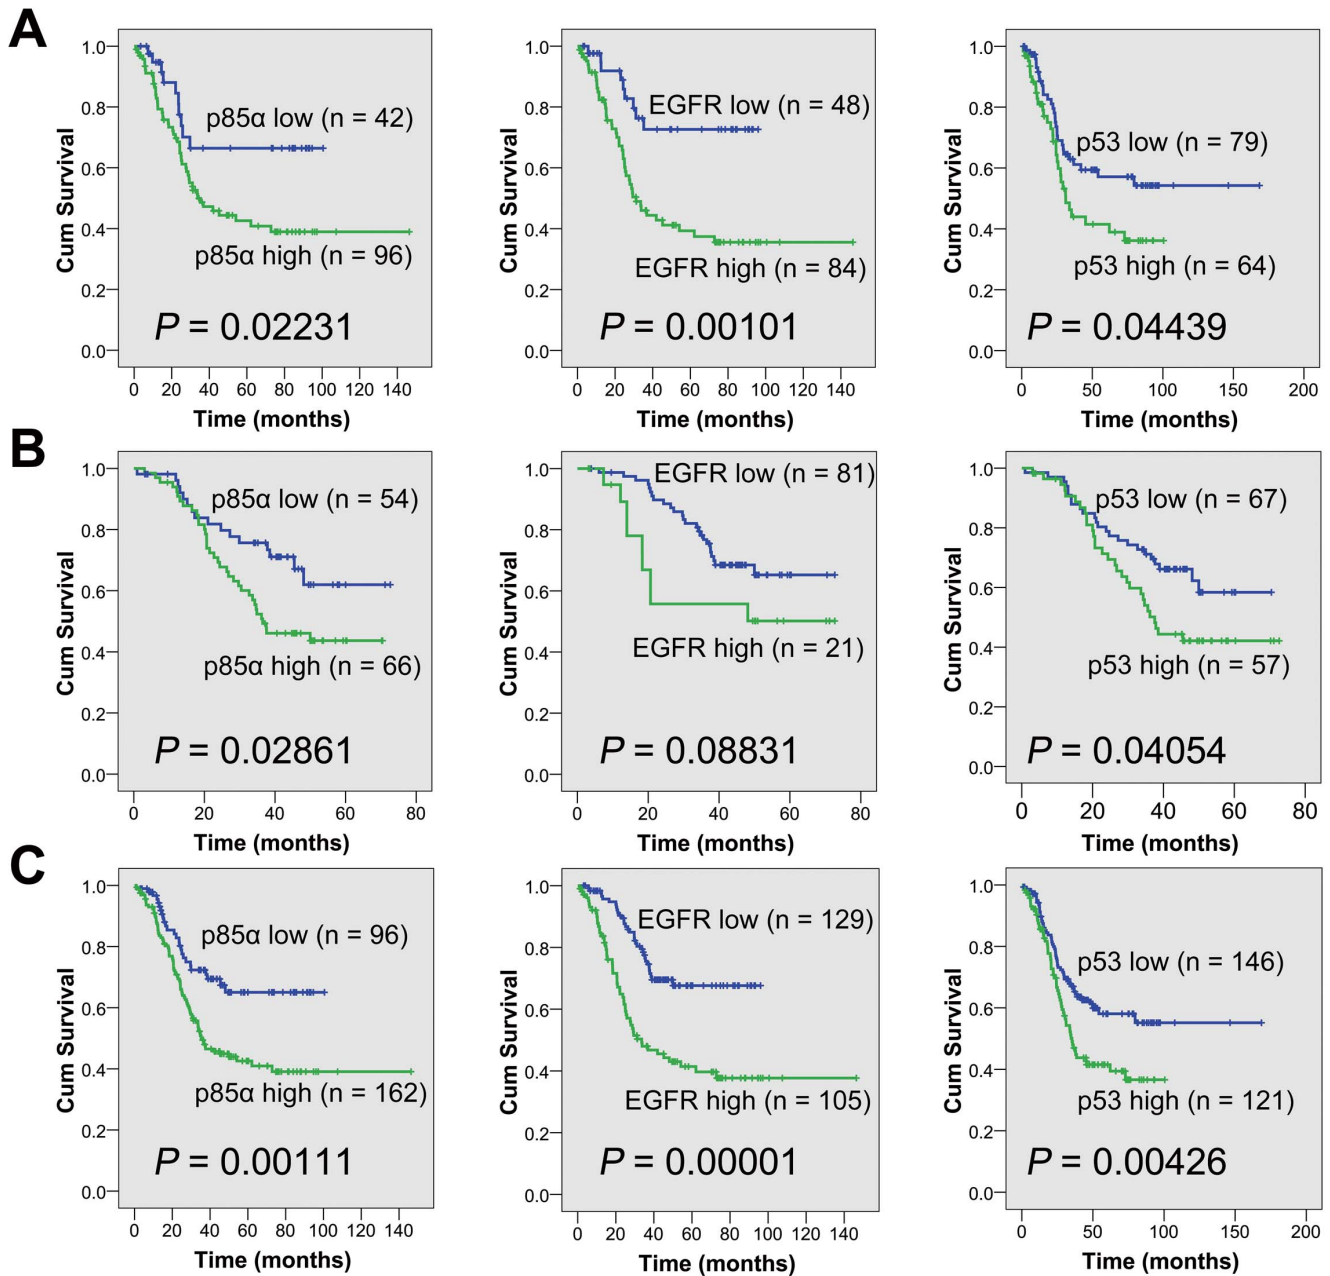 A
Cum Survival
1.0
0.8
0.6
0.4
0.2
0.0
p85α low (n = 42)
p85α high (n = 96)
P = 0.02231
0 20 40 60 80 100 120 140
Time (months)
Cum Survival
1.0
0.8
0.6
0.4
0.2
0.0
EGFR low (n = 48)
EGFR high (n = 84)
P = 0.00101
0 20 40 60 80 100 120 140
Time (months)
Cum Survival
1.0
0.8
0.6
0.4
0.2
0.0
p53 low (n = 79)
p53 high (n = 64)
P = 0.04439
0 50 100 150 200
Time (months)
B
Cum Survival
1.0
0.8
0.6
0.4
0.2
0.0
p85α low (n = 54)
p85α high (n = 66)
P = 0.02861
0 20 40 60 80
Time (months)
Cum Survival
1.0
0.8
0.6
0.4
0.2
0.0
EGFR low (n = 81)
EGFR high (n = 21)
P = 0.08831
0 20 40 60 80
Time (months)
Cum Survival
1.0
0.8
0.6
0.4
0.2
0.0
p53 low (n = 67)
p53 high (n = 57)
P = 0.04054
0 20 40 60 80
Time (months)
C
Cum Survival
1.0
0.8
0.6
0.4
0.2
0.0
p85α low (n = 96)
p85α high (n = 162)
P = 0.00111
0 20 40 60 80 100 120 140
Time (months)
Cum Survival
1.0
0.8
0.6
0.4
0.2
0.0
EGFR low (n = 129)
EGFR high (n = 105)
P = 0.00001
0 20 40 60 80 100 120 140
Time (months)
Cum Survival
1.0
0.8
0.6
0.4
0.2
0.0
p53 low (n = 146)
p53 high (n = 121)
P = 0.00426
0 50 100 150 200
Time (months)